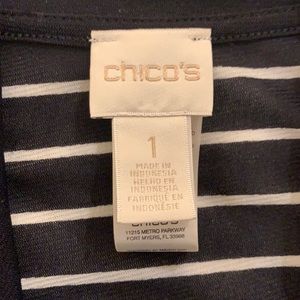 chico's
1
MADE IN
INDONESIA
HECHO EN
INDONESIA
FABRIQUÉ EN
INDONÉSIE
CHICO'S
11215 METRO PARKWAY
FORT MYERS, FL 33966